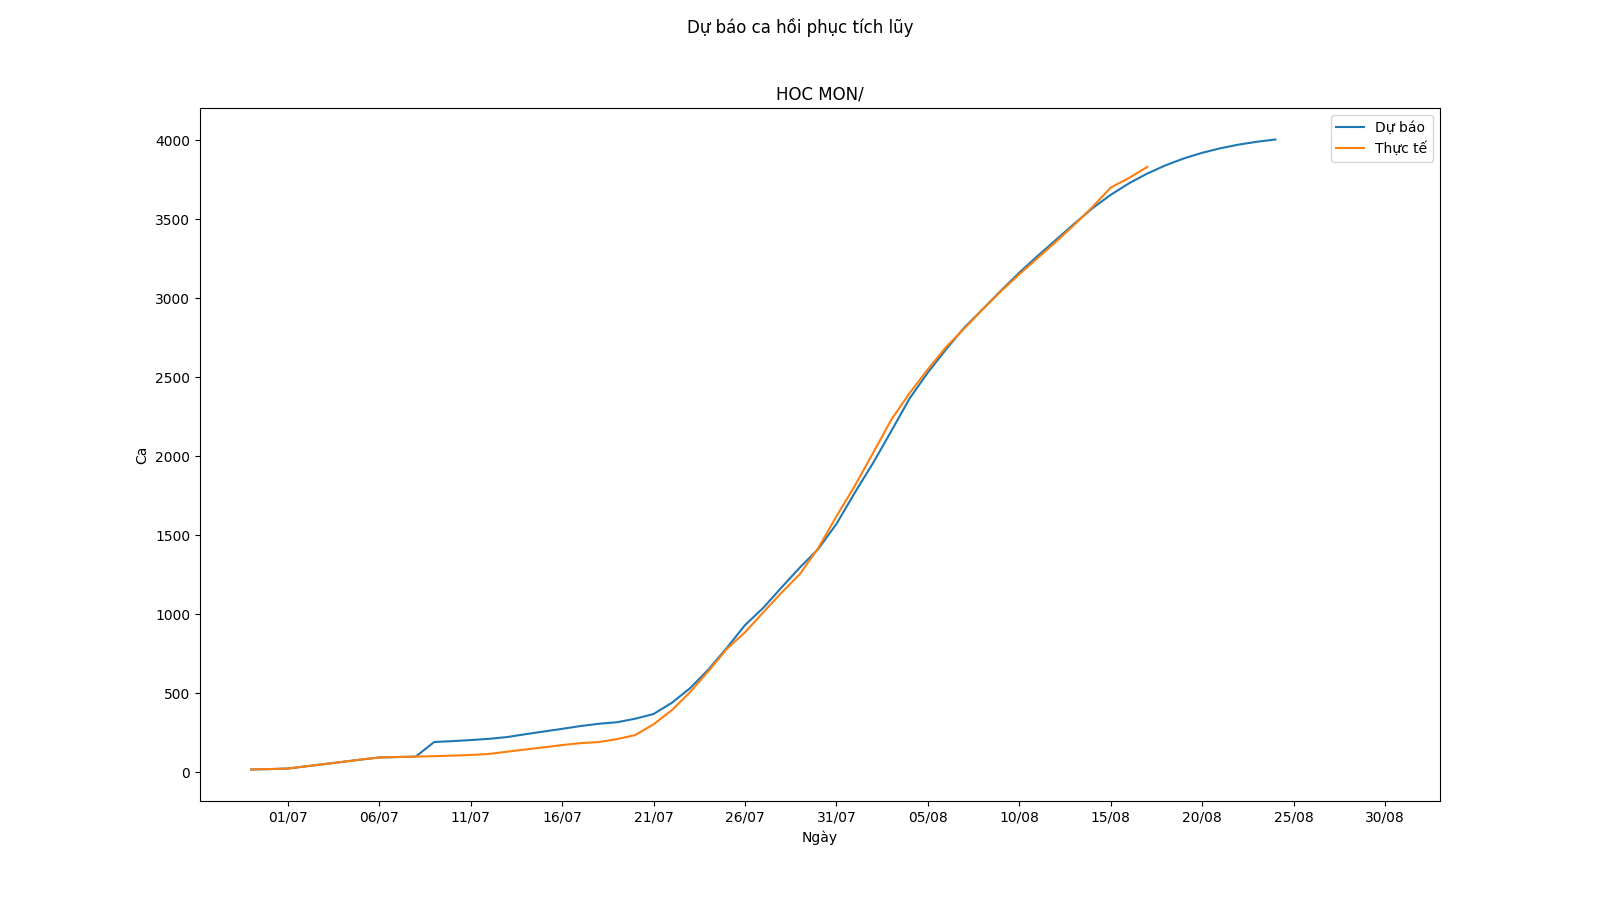 Dự báo ca hồi phục tích lũy
HOC MON/
Dự báo
Thực tế
4000
3500
3000
2500
2000
1500
1000
500
0
Ca
01/07 06/07 11/07 16/07 21/07 26/07 31/07 05/08 10/08 15/08 20/08 25/08 30/08
Ngày